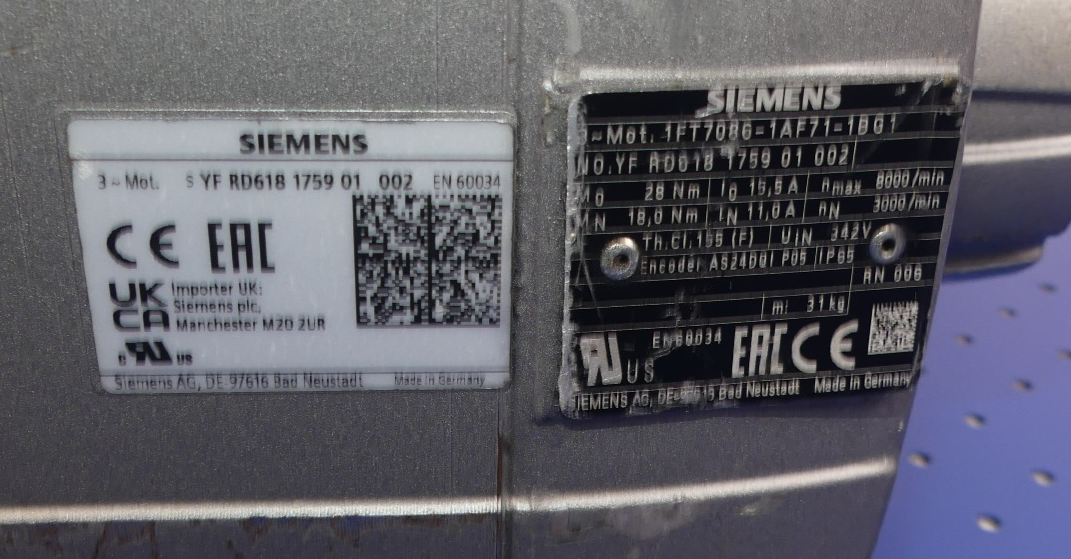 SIEMENS
3 ~ Mot. S YF RD618 1759 01 002 EN 60034
CE EAC
UK
CA
Importer UK:
Siemens plc,
Manchester M20 2UR
c RU US
Siemens AG, DE-97616 Bad Neustadt Made in Germany
SIEMENS
3~Mot. 1FT7086-1AF71-1BG1
NO.YF RD618 1759 01 002
M0 28 Nm I0 15,5 A nmax 8000/min
MN 18,0 Nm IN 11,0 A nN 3000/min
Th.Cl.155 (F) UIN 342V
Encoder AS24DQI P05 IP65
RN 006
m: 31kg
RU US EN60034 EAC CE
SIEMENS AG, DE-97616 Bad Neustadt Made in Germany